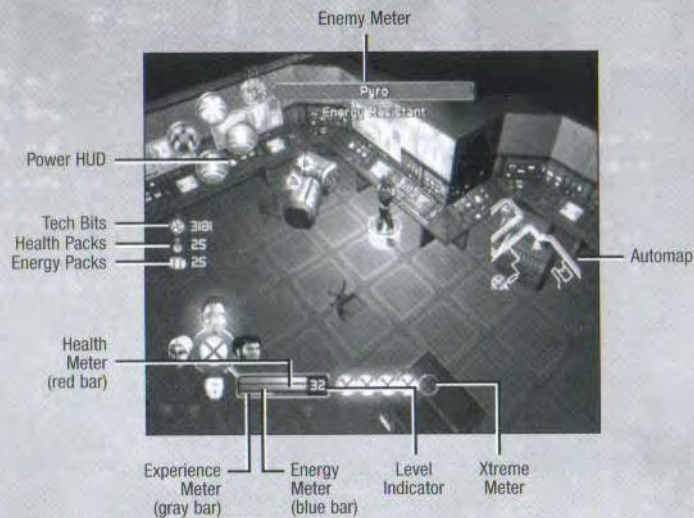 Enemy Meter
Pyro
Energy Resistant
Power HUD
Tech Bits
3181
Health Packs
25
Energy Packs
25
Automap
Health
Meter
(red bar)
32
Experience
Meter
(gray bar)
Energy
Meter
(blue bar)
Level
Indicator
Xtreme
Meter